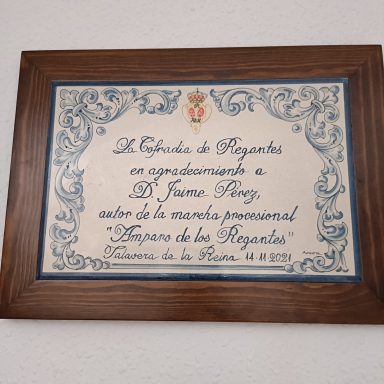 La Cofradia de Regantes
en agradecimiento a
D. Jaime Pérez,
autor de la marcha procesional
"Amparo de los Regantes"
Talavera de la Reina 14.11.2021